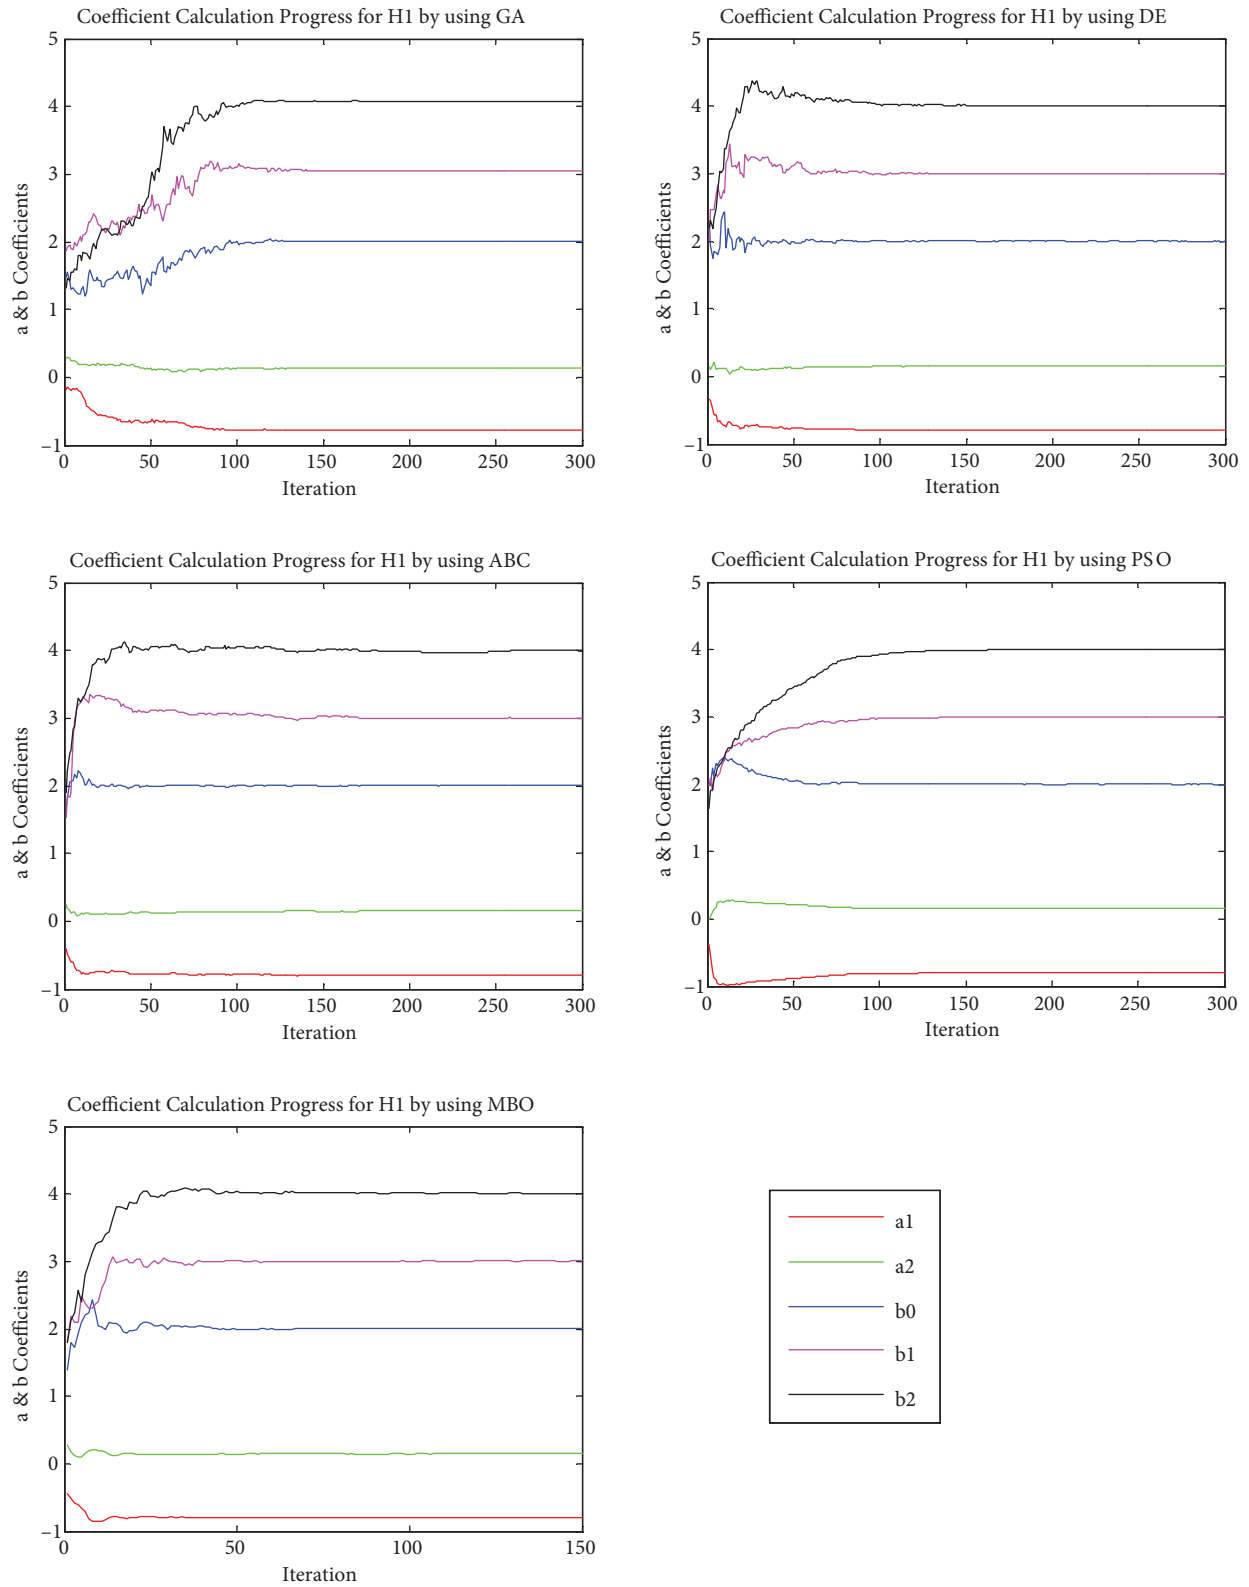 Coefficient Calculation Progress for H1 by using GA
5
4
3
2
1
0
−1
a & b Coefficients
0 50 100 150 200 250 300
Iteration
Coefficient Calculation Progress for H1 by using DE
5
4
3
2
1
0
−1
a & b Coefficients
0 50 100 150 200 250 300
Iteration
Coefficient Calculation Progress for H1 by using ABC
5
4
3
2
1
0
−1
a & b Coefficients
0 50 100 150 200 250 300
Iteration
Coefficient Calculation Progress for H1 by using PSO
5
4
3
2
1
0
−1
a & b Coefficients
0 50 100 150 200 250 300
Iteration
Coefficient Calculation Progress for H1 by using MBO
5
4
3
2
1
0
−1
a & b Coefficients
0 50 100 150
Iteration
a1
a2
b0
b1
b2